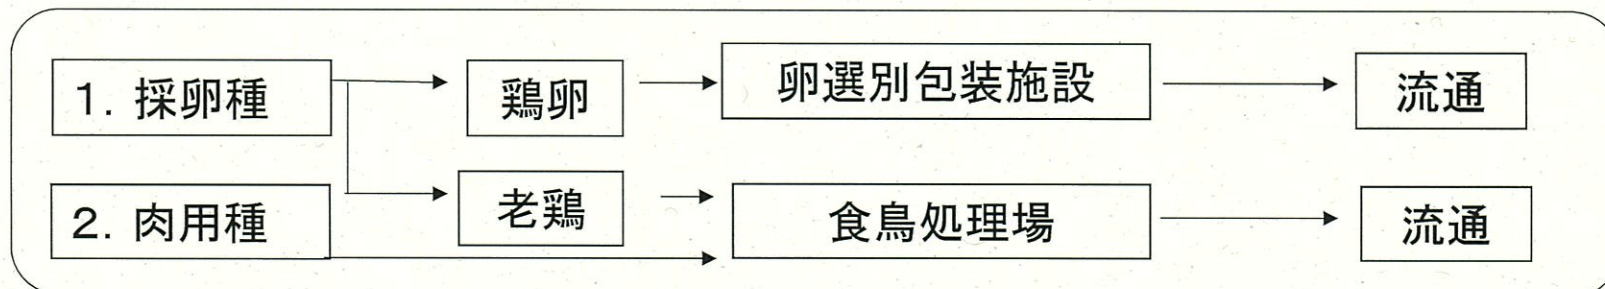 1. 採卵種
鶏卵
卵選別包装施設
流通
2. 肉用種
老鶏
食鳥処理場
流通